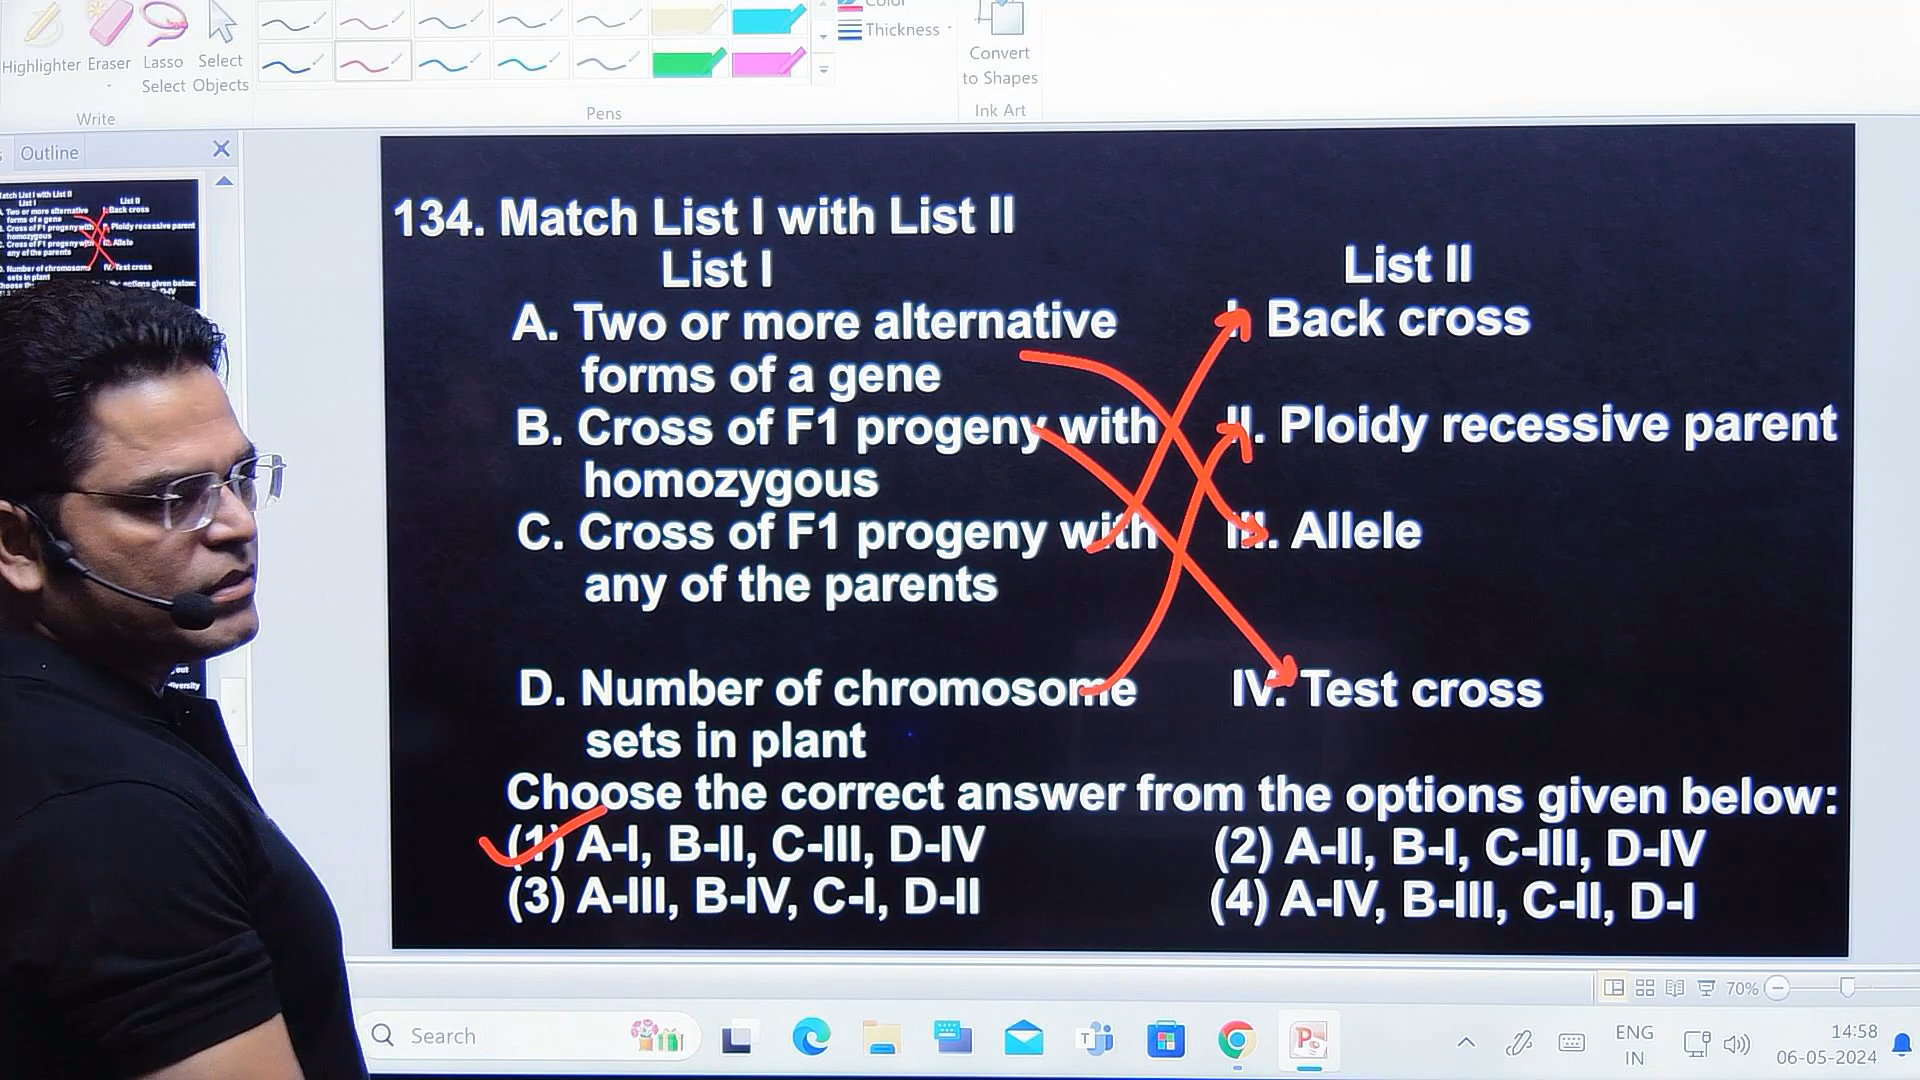 Color
Highlighter Eraser Lasso Select Select Objects
Thickness
Convert to Shapes
Write
Pens
Ink Art
Outline
134. Match List I with List II
List I
List II
A. Two or more alternative
forms of a gene
I. Back cross
B. Cross of F1 progeny with
homozygous
II. Ploidy recessive parent
C. Cross of F1 progeny with
any of the parents
III. Allele
D. Number of chromosome
sets in plant
IV. Test cross
Choose the correct answer from the options given below:
(1) A-I, B-II, C-III, D-IV
(2) A-II, B-I, C-III, D-IV
(3) A-III, B-IV, C-I, D-II
(4) A-IV, B-III, C-II, D-I
70%
Search
ENG
IN
14:58
06-05-2024